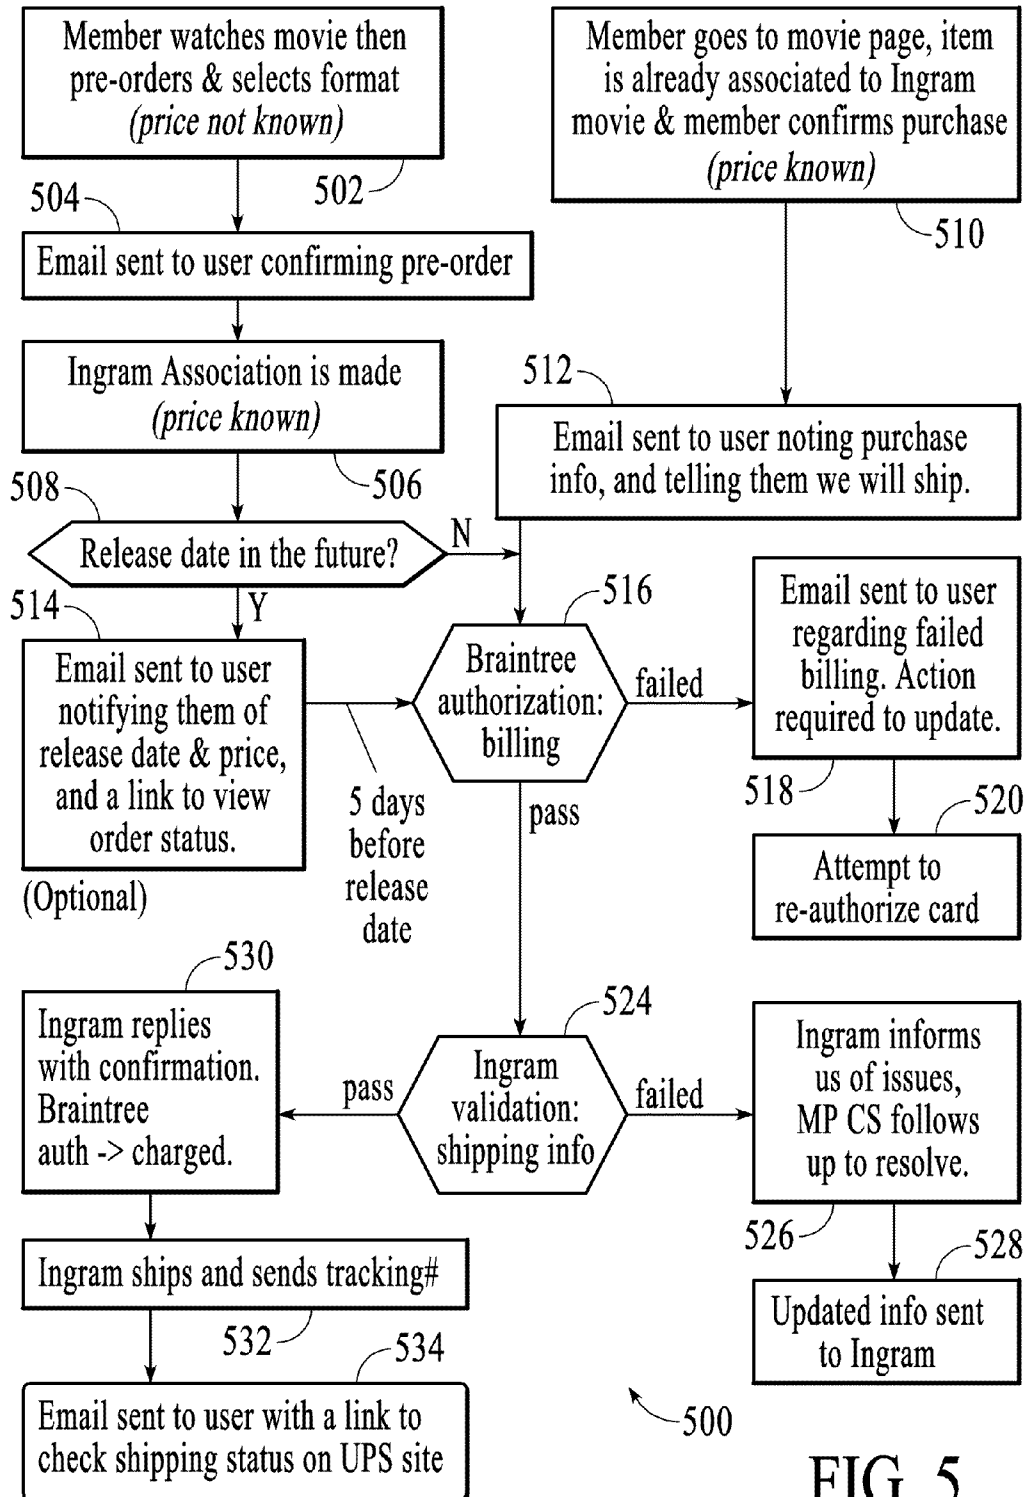 Member watches movie then
pre-orders & selects format
(price not known)
502
Member goes to movie page, item
is already associated to Ingram
movie & member confirms purchase
(price known)
510
504
Email sent to user confirming pre-order
Ingram Association is made
(price known)
506
512
Email sent to user noting purchase
info, and telling them we will ship.
508
Release date in the future?
N
Y
514
Email sent to user
notifying them of
release date & price,
and a link to view
order status.
(Optional)
5 days
before
release
date
516
Braintree
authorization:
billing
failed
pass
Email sent to user
regarding failed
billing. Action
required to update.
518
520
Attempt to
re-authorize card
524
Ingram
validation:
shipping info
pass
failed
530
Ingram replies
with confirmation.
Braintree
auth -> charged.
Ingram informs
us of issues,
MP CS follows
up to resolve.
526
528
Updated info sent
to Ingram
Ingram ships and sends tracking#
532
534
Email sent to user with a link to
check shipping status on UPS site
500
FIG. 5